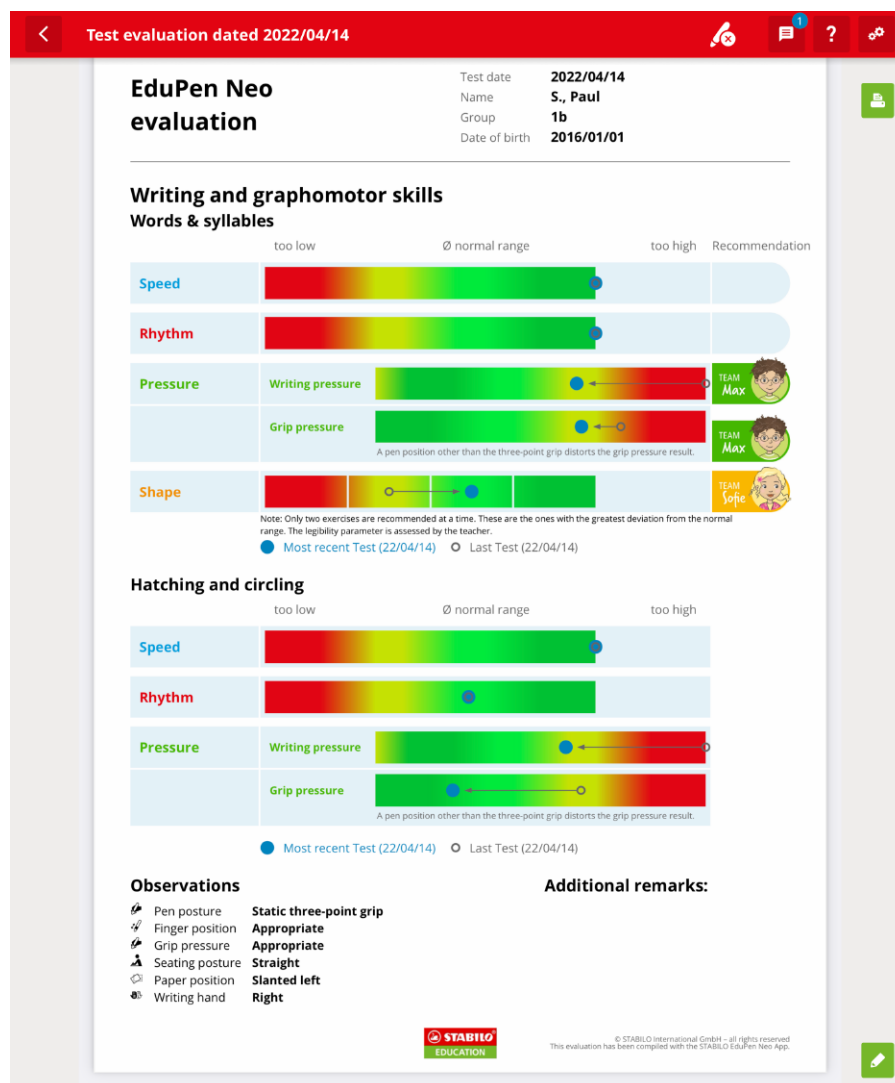 Test evaluation dated 2022/04/14
1
?
EduPen Neo
evaluation
Test date 2022/04/14
Name S., Paul
Group 1b
Date of birth 2016/01/01
Writing and graphomotor skills
Words & syllables
too low Ø normal range too high Recommendation
Speed
Rhythm
Pressure Writing pressure TEAM Max
Grip pressure TEAM Max
A pen position other than the three-point grip distorts the grip pressure result.
Shape TEAM Sofie
Note: Only two exercises are recommended at a time. These are the ones with the greatest deviation from the normal
range. The legibility parameter is assessed by the teacher.
Most recent Test (22/04/14) Last Test (22/04/14)
Hatching and circling
too low Ø normal range too high
Speed
Rhythm
Pressure Writing pressure
Grip pressure
A pen position other than the three-point grip distorts the grip pressure result.
Most recent Test (22/04/14) Last Test (22/04/14)
Observations Additional remarks:
Pen posture Static three-point grip
Finger position Appropriate
Grip pressure Appropriate
Seating posture Straight
Paper position Slanted left
Writing hand Right
STABILO®
EDUCATION
© STABILO International GmbH – all rights reserved
This evaluation has been compiled with the STABILO EduPen Neo App.